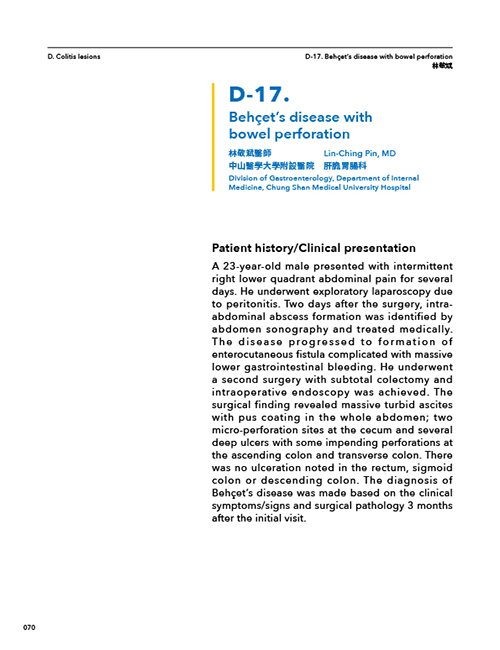 D. Colitis lesions
D-17. Behçet's disease with bowel perforation
林敬斌
D-17.
Behçet's disease with
bowel perforation
林敬斌醫師 Lin-Ching Pin, MD
中山醫學大學附設醫院 肝膽胃腸科
Division of Gastroenterology, Department of Internal
Medicine, Chung Shan Medical University Hospital
Patient history/Clinical presentation
A 23-year-old male presented with intermittent
right lower quadrant abdominal pain for several
days. He underwent exploratory laparoscopy due
to peritonitis. Two days after the surgery, intra-
abdominal abscess formation was identified by
abdomen sonography and treated medically.
The disease progressed to formation of
enterocutaneous fistula complicated with massive
lower gastrointestinal bleeding. He underwent
a second surgery with subtotal colectomy and
intraoperative endoscopy was achieved. The
surgical finding revealed massive turbid ascites
with pus coating in the whole abdomen; two
micro-perforation sites at the cecum and several
deep ulcers with some impending perforations at
the ascending colon and transverse colon. There
was no ulceration noted in the rectum, sigmoid
colon or descending colon. The diagnosis of
Behçet's disease was made based on the clinical
symptoms/signs and surgical pathology 3 months
after the initial visit.
070